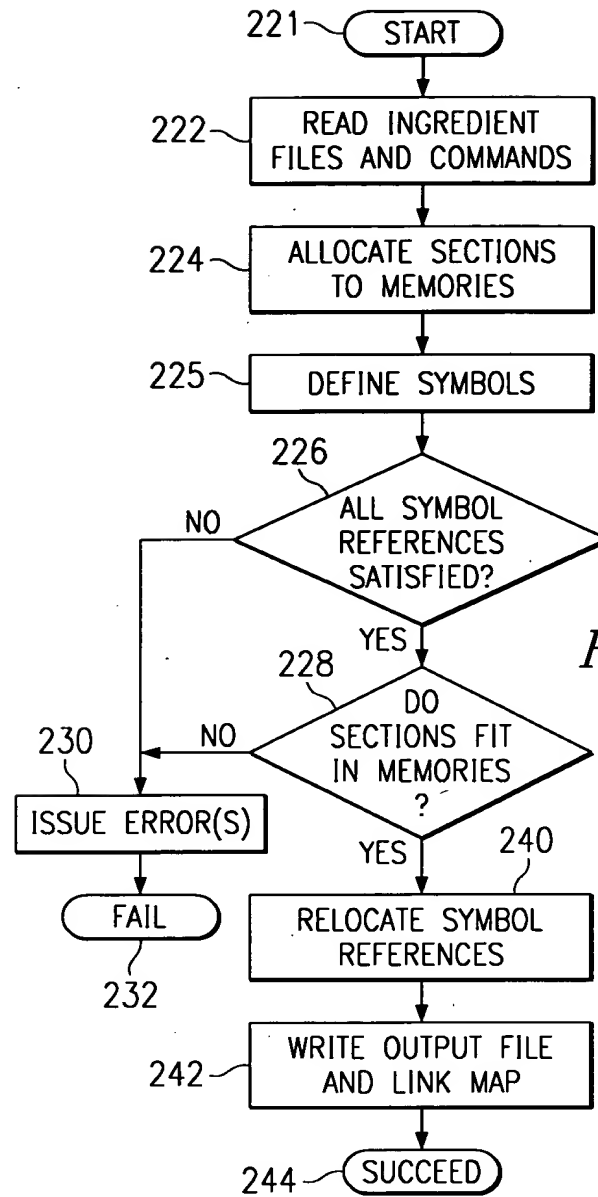 221
START
222
READ INGREDIENT
FILES AND COMMANDS
224
ALLOCATE SECTIONS
TO MEMORIES
225
DEFINE SYMBOLS
226
ALL SYMBOL
REFERENCES
SATISFIED?
NO
YES
228
DO
SECTIONS FIT
IN MEMORIES
?
NO
YES
230
ISSUE ERROR(S)
FAIL
232
240
RELOCATE SYMBOL
REFERENCES
242
WRITE OUTPUT FILE
AND LINK MAP
244
SUCCEED